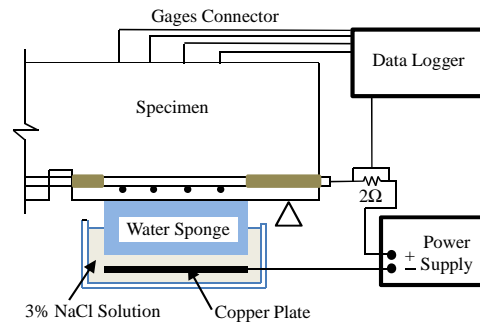 Gages Connector
Data Logger
Specimen
2Ω
Water Sponge
+
−
Power
Supply
3% NaCl Solution
Copper Plate